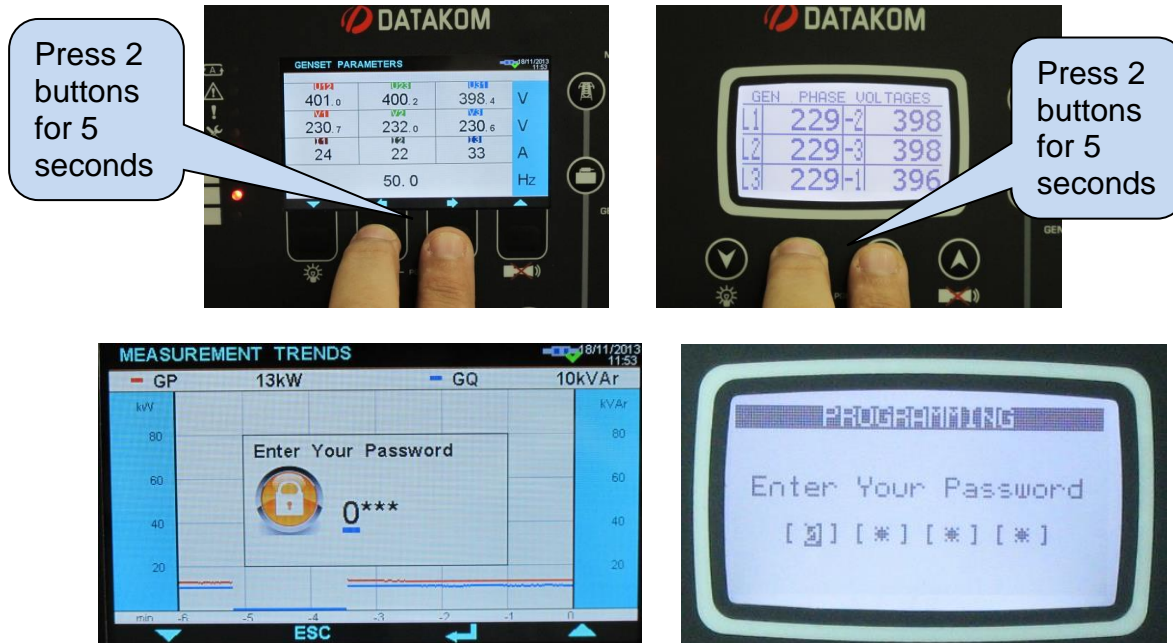 Press 2
buttons
for 5
seconds
DATAKOM
GENSET PARAMETERS
18/11/2013
11:53
U12 U23 U31
401.0 400.2 398.4 V
V1 V2 V3
230.7 232.0 230.6 V
I1 I2 I3
24 22 33 A
50.0 Hz
DATAKOM
GEN PHASE VOLTAGES
L1 229 -2 398
L2 229 -3 398
L3 229 -1 396
GEN
Press 2
buttons
for 5
seconds
MEASUREMENT TRENDS
18/11/2013
11:53
GP 13kW GQ 10kVAr
kW kVAr
80 80
60 60
40 40
20 20
Enter Your Password
0***
min -6 -5 -4 -3 -2 -1 0
ESC
PROGRAMMING
Enter Your Password
[5] [*] [*] [*]